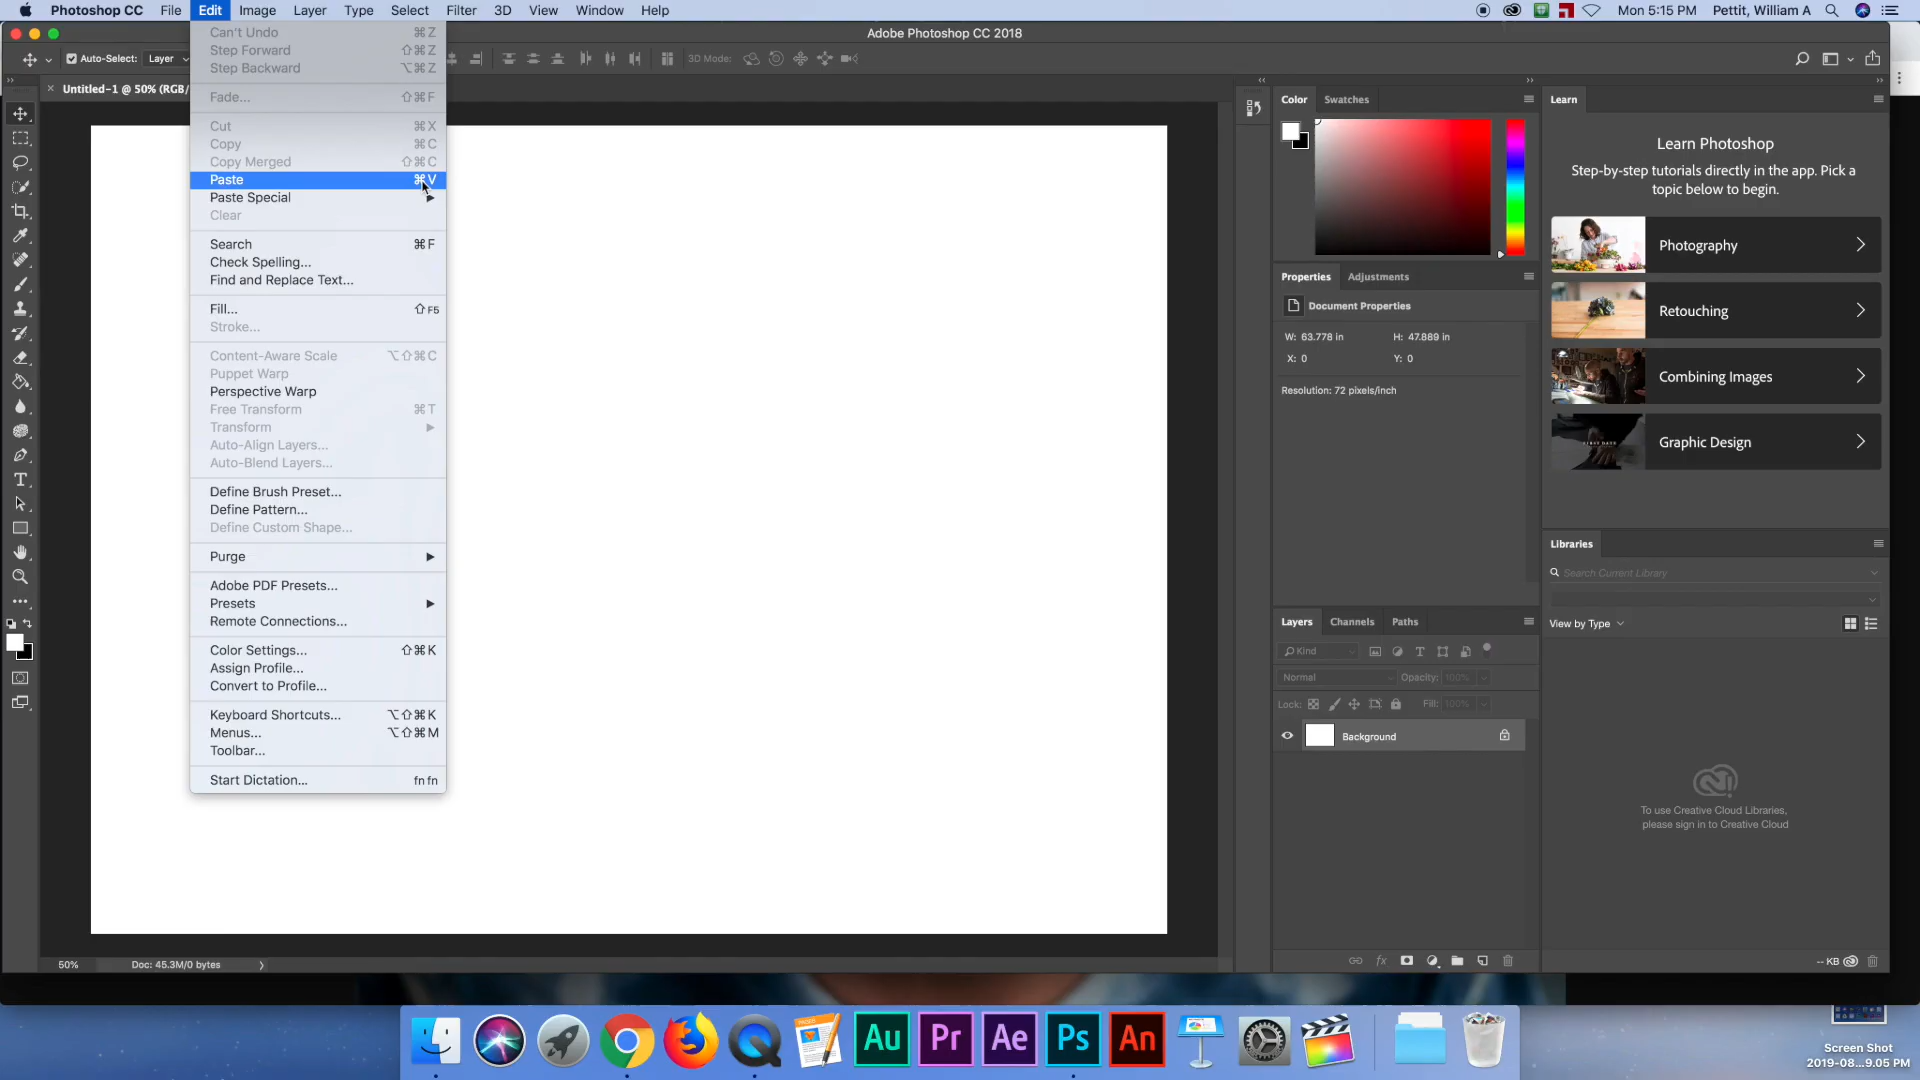 Photoshop CC File Edit Image Layer Type Select Filter 3D View Window Help Mon 5:15 PM Pettit, William A
Adobe Photoshop CC 2018
Auto-Select: Layer 3D Mode:
Untitled-1 @ 50% (RGB/
Can't Undo ⌘Z
Step Forward ⇧⌘Z
Step Backward ⌥⌘Z
Fade... ⇧⌘F
Cut ⌘X
Copy ⌘C
Copy Merged ⇧⌘C
Paste ⌘V
Paste Special
Clear
Search ⌘F
Check Spelling...
Find and Replace Text...
Fill... ⇧F5
Stroke...
Content-Aware Scale ⌥⇧⌘C
Puppet Warp
Perspective Warp
Free Transform ⌘T
Transform
Auto-Align Layers...
Auto-Blend Layers...
Define Brush Preset...
Define Pattern...
Define Custom Shape...
Purge
Adobe PDF Presets...
Presets
Remote Connections...
Color Settings... ⇧⌘K
Assign Profile...
Convert to Profile...
Keyboard Shortcuts... ⌥⇧⌘K
Menus... ⌥⇧⌘M
Toolbar...
Start Dictation... fn fn
50% Doc: 45.3M/0 bytes
Color Swatches
Properties Adjustments
Document Properties
W: 63.778 in H: 47.889 in
X: 0 Y: 0
Resolution: 72 pixels/inch
Layers Channels Paths
Kind
Normal Opacity: 100%
Lock: Fill: 100%
Background
fx
Learn
Learn Photoshop
Step-by-step tutorials directly in the app. Pick a
topic below to begin.
Photography
Retouching
Combining Images
Graphic Design
Libraries
Search Current Library
View by Type
To use Creative Cloud Libraries,
please sign in to Creative Cloud
-- KB
Au Pr Ae Ps An
Screen Shot
2019-08...9.05 PM